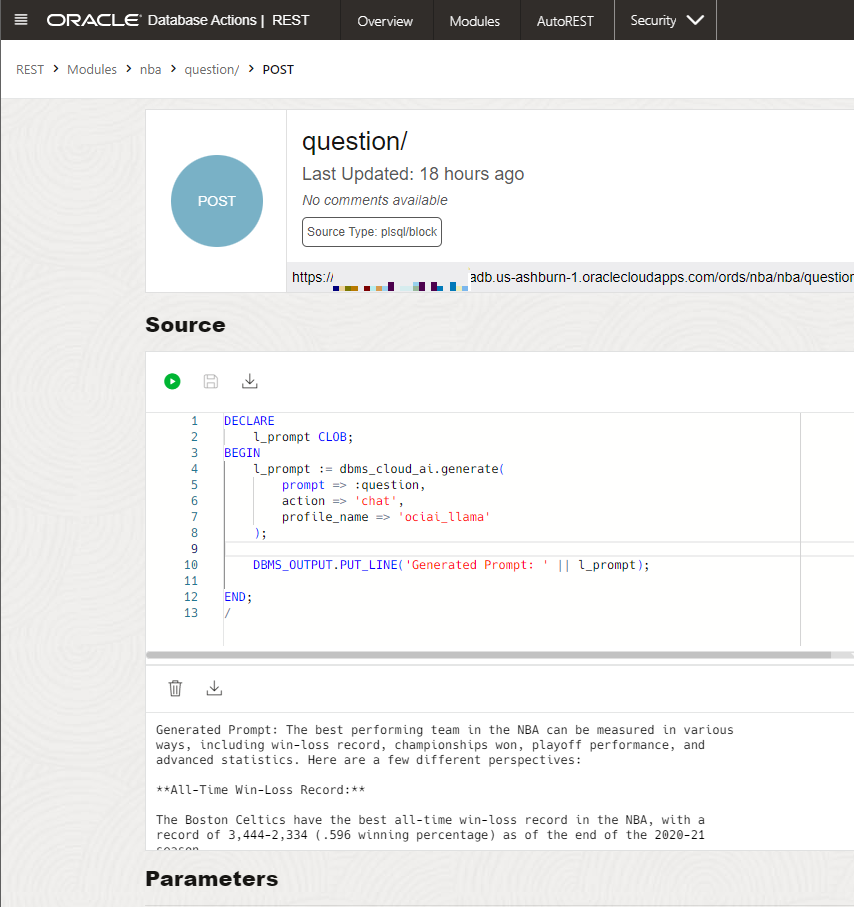 ORACLE Database Actions | REST Overview Modules AutoREST Security
REST > Modules > nba > question/ > POST
POST
question/
Last Updated: 18 hours ago
No comments available
Source Type: plsql/block
https:// adb.us-ashburn-1.oraclecloudapps.com/ords/nba/nba/question
Source
1 DECLARE
2     l_prompt CLOB;
3 BEGIN
4     l_prompt := dbms_cloud_ai.generate(
5         prompt => :question,
6         action => 'chat',
7         profile_name => 'ociai_llama'
8     );
9
10     DBMS_OUTPUT.PUT_LINE('Generated Prompt: ' || l_prompt);
11
12 END;
13 /
Generated Prompt: The best performing team in the NBA can be measured in various
ways, including win-loss record, championships won, playoff performance, and
advanced statistics. Here are a few different perspectives:
**All-Time Win-Loss Record:**
The Boston Celtics have the best all-time win-loss record in the NBA, with a
record of 3,444-2,334 (.596 winning percentage) as of the end of the 2020-21
season
Parameters